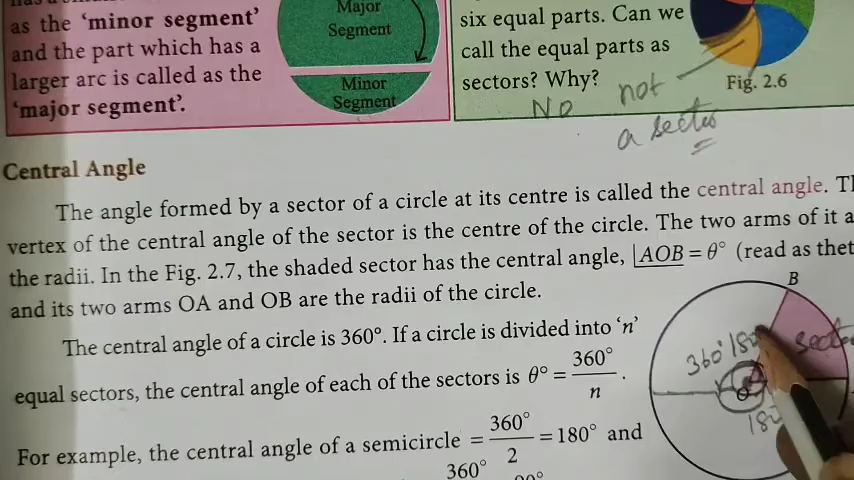 as the ‘minor segment’
and the part which has a
larger arc is called as the
‘major segment’.
Major
Segment
Minor
Segment
six equal parts. Can we
call the equal parts as
sectors? Why?
No
not
a sector
Fig. 2.6
Central Angle
The angle formed by a sector of a circle at its centre is called the central angle.
vertex of the central angle of the sector is the centre of the circle. The two arms of it
the radii. In the Fig. 2.7, the shaded sector has the central angle, ∠AOB = θ° (read as
and its two arms OA and OB are the radii of the circle.
The central angle of a circle is 360°. If a circle is divided into ‘n’
equal sectors, the central angle of each of the sectors is θ° = 360°/n.
For example, the central angle of a semicircle = 360°/2 = 180° and
360°
B
360°
O